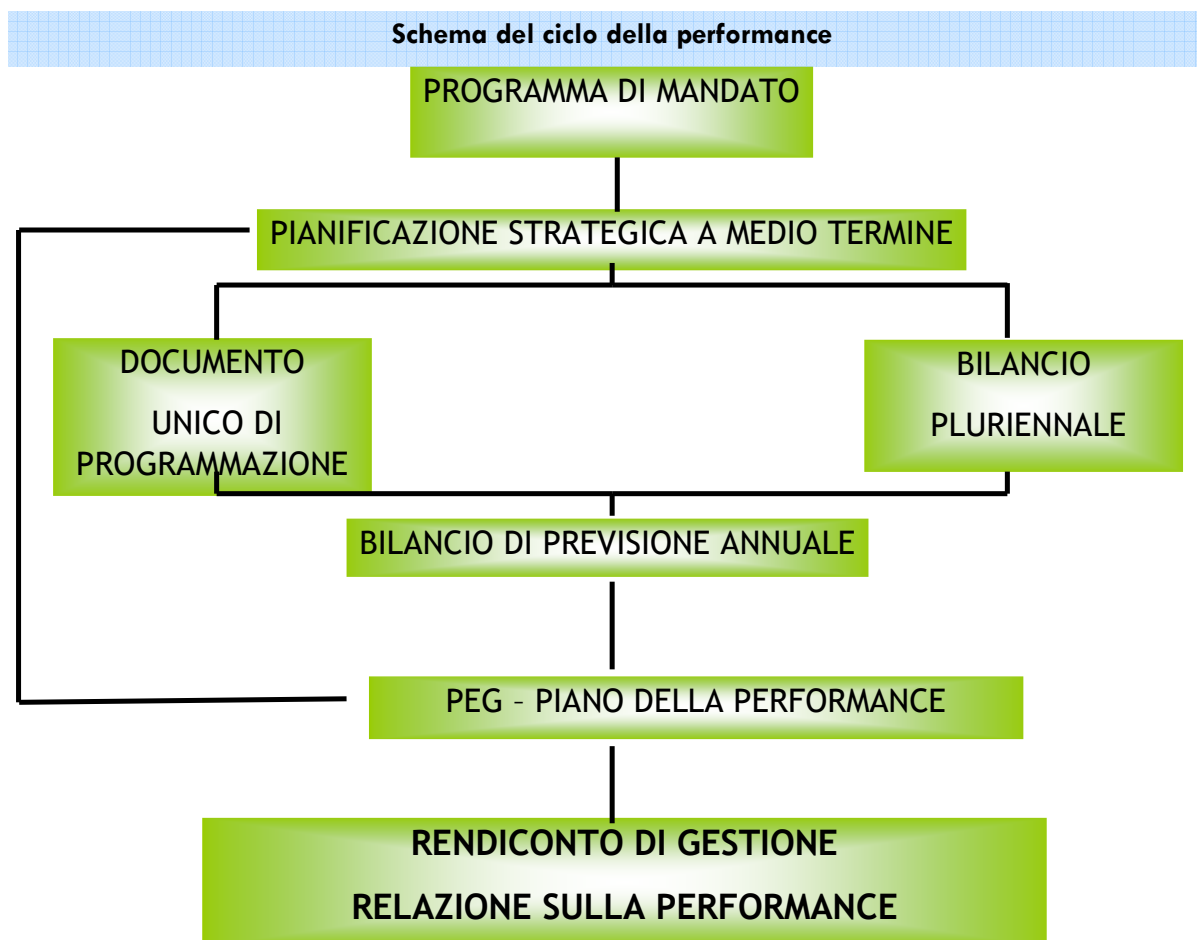 Schema del ciclo della performance
PROGRAMMA DI MANDATO
PIANIFICAZIONE STRATEGICA A MEDIO TERMINE
DOCUMENTO
UNICO DI
PROGRAMMAZIONE
BILANCIO
PLURIENNALE
BILANCIO DI PREVISIONE ANNUALE
PEG – PIANO DELLA PERFORMANCE
RENDICONTO DI GESTIONE
RELAZIONE SULLA PERFORMANCE